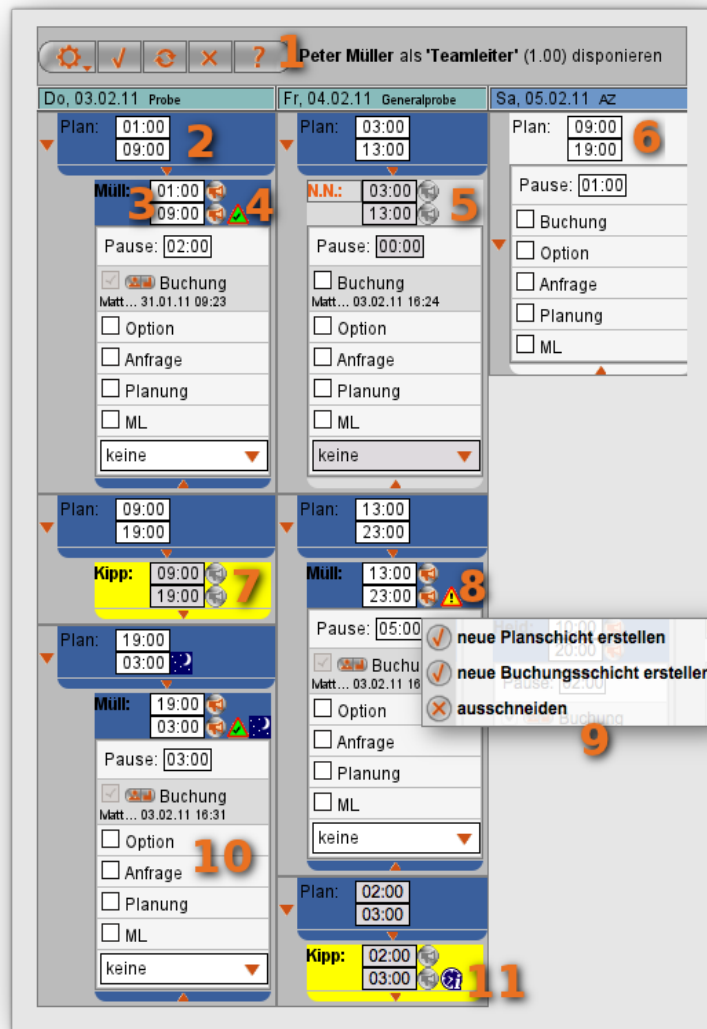 ? 1 Peter Müller als 'Teamleiter' (1.00) disponieren
Do, 03.02.11 Probe
Plan: 01:00 2
09:00
Müll: 01:00
3 09:00 4
Pause: 02:00
Buchung
Matt... 31.01.11 09:23
Option
Anfrage
Planung
ML
keine
Plan: 09:00
19:00
Kipp: 09:00 7
19:00
Plan: 19:00
03:00
Müll: 19:00
03:00
Pause: 03:00
Buchung
Matt... 03.02.11 16:31
Option 10
Anfrage
Planung
ML
keine
Fr, 04.02.11 Generalprobe
Plan: 03:00
13:00
N.N.: 03:00 5
13:00
Pause: 00:00
Buchung
Matt... 03.02.11 16:24
Option
Anfrage
Planung
ML
keine
Plan: 13:00
23:00
Müll: 13:00 8
23:00
Pause: 05:00
Buchu
Matt... 03.02.11 16
Option
Anfrage
Planung
ML
keine
Plan: 02:00
03:00
Kipp: 02:00
03:00 11
Sa, 05.02.11 AZ
Plan: 09:00 6
19:00
Pause: 01:00
Buchung
Option
Anfrage
Planung
ML
neue Planschicht erstellen
neue Buchungsschicht erstellen
ausschneiden
Buchung
9